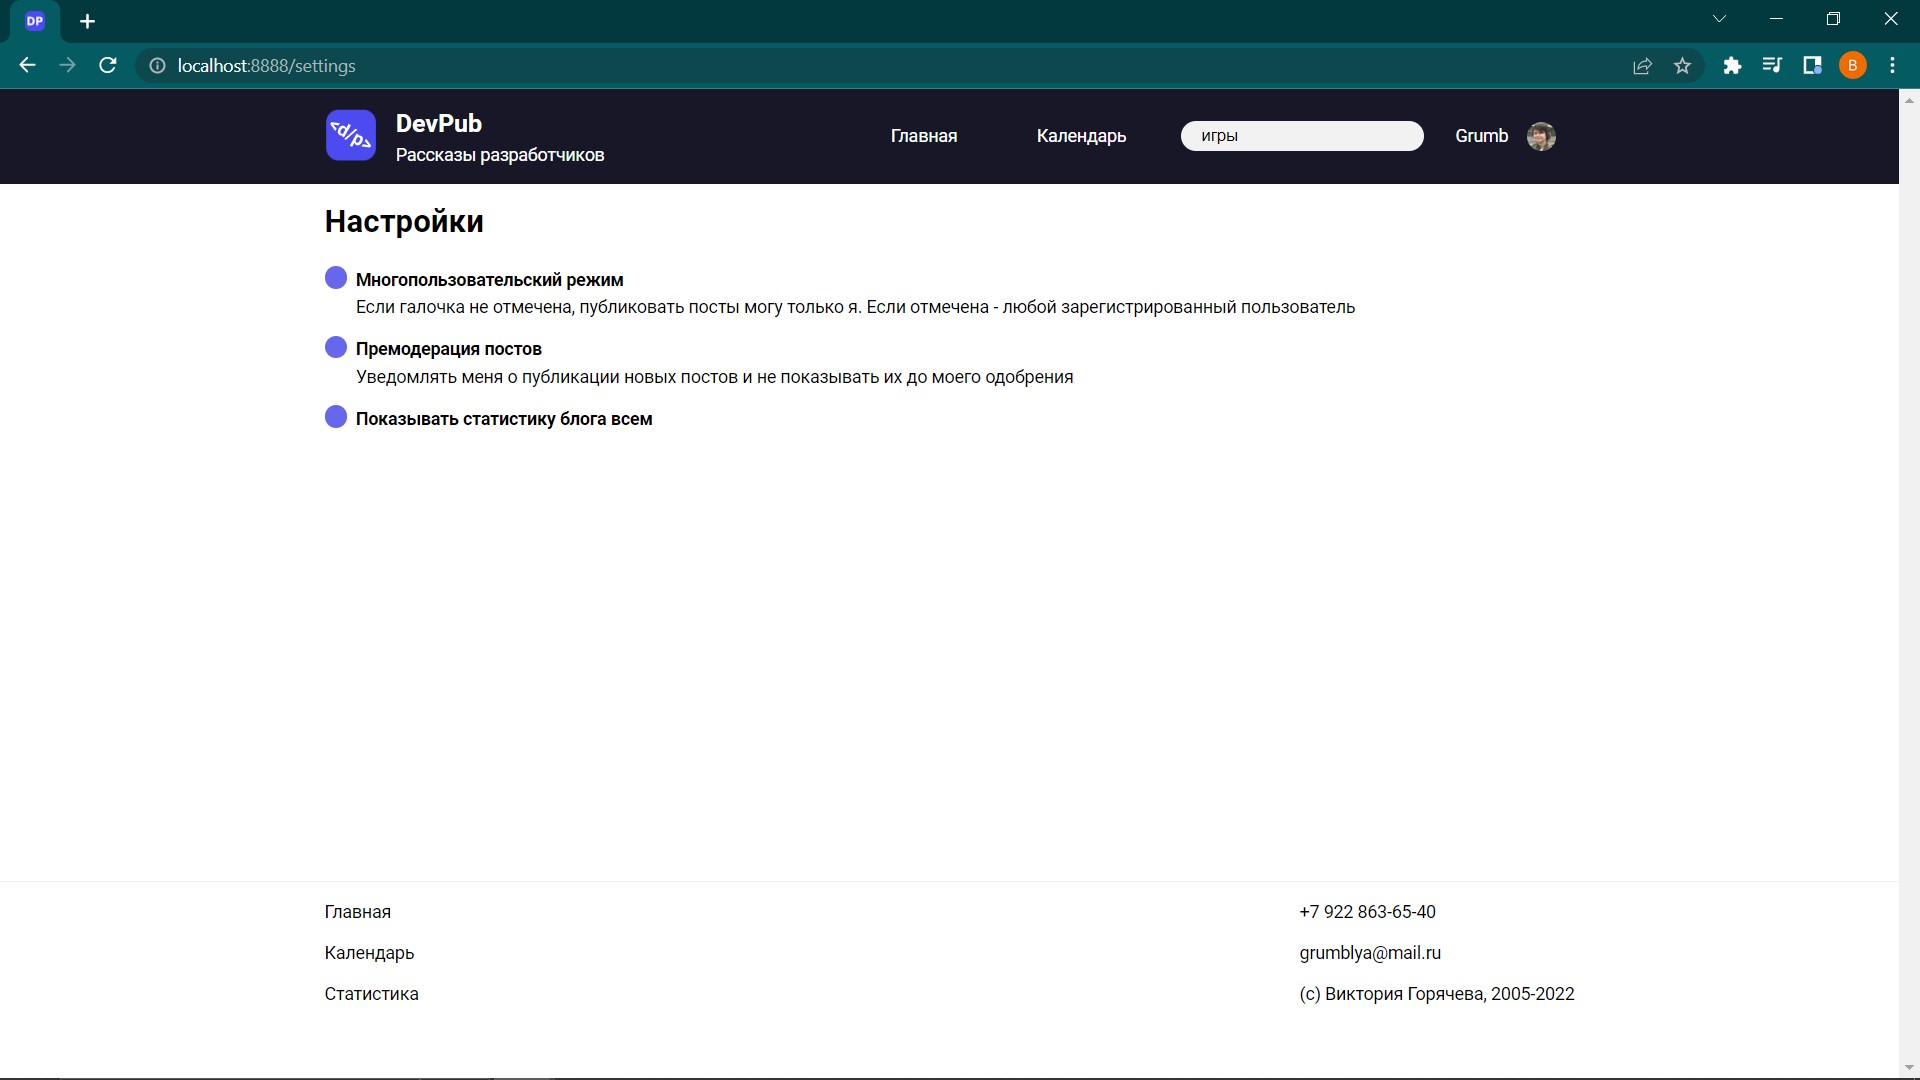 DP
localhost:8888/settings
B
<d/p>
DevPub
Рассказы разработчиков
Главная
Календарь
игры
Grumb
Настройки
Многопользовательский режим
Если галочка не отмечена, публиковать посты могу только я. Если отмечена - любой зарегистрированный пользователь
Премодерация постов
Уведомлять меня о публикации новых постов и не показывать их до моего одобрения
Показывать статистику блога всем
Главная
Календарь
Статистика
+7 922 863-65-40
grumblya@mail.ru
(c) Виктория Горячева, 2005-2022